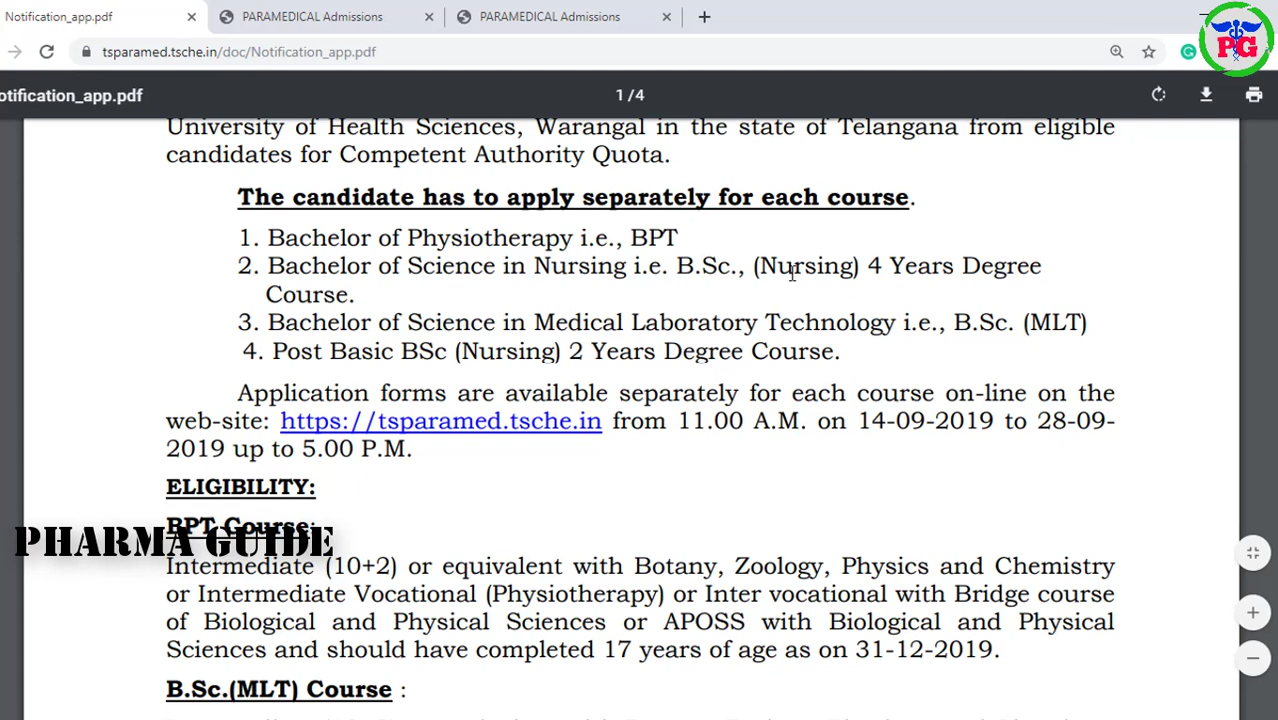 Notification_app.pdf
PARAMEDICAL Admissions
PARAMEDICAL Admissions
tsparamed.tsche.in/doc/Notification_app.pdf
PG
otification_app.pdf
1 / 4
University of Health Sciences, Warangal in the state of Telangana from eligible
candidates for Competent Authority Quota.
The candidate has to apply separately for each course.
1. Bachelor of Physiotherapy i.e., BPT
2. Bachelor of Science in Nursing i.e. B.Sc., (Nursing) 4 Years Degree
Course.
3. Bachelor of Science in Medical Laboratory Technology i.e., B.Sc. (MLT)
4. Post Basic BSc (Nursing) 2 Years Degree Course.
Application forms are available separately for each course on-line on the
web-site: https://tsparamed.tsche.in from 11.00 A.M. on 14-09-2019 to 28-09-
2019 up to 5.00 P.M.
ELIGIBILITY:
BPT Course:
PHARMA GUIDE
Intermediate (10+2) or equivalent with Botany, Zoology, Physics and Chemistry
or Intermediate Vocational (Physiotherapy) or Inter vocational with Bridge course
of Biological and Physical Sciences or APOSS with Biological and Physical
Sciences and should have completed 17 years of age as on 31-12-2019.
B.Sc.(MLT) Course :